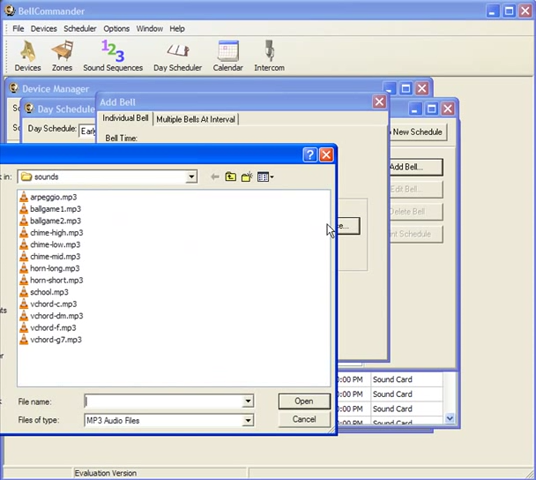 BellCommander
File Devices Scheduler Options Window Help
Devices Zones Sound Sequences Day Scheduler Calendar Intercom
Device Manager
Day Schedule
Add Bell
Individual Bell Multiple Bells At Interval
Day Schedule:
New Schedule
Bell Time:
Add Bell...
Edit Bell...
Delete Bell
Schedule
sounds
arpeggio.mp3
ballgame1.mp3
ballgame2.mp3
chime-high.mp3
chime-low.mp3
chime-mid.mp3
horn-long.mp3
horn-short.mp3
school.mp3
vchord-c.mp3
vchord-dm.mp3
vchord-f.mp3
vchord-g7.mp3
File name: Open
Files of type: MP3 Audio Files Cancel
:00 PM Sound Card
:00 PM Sound Card
:00 PM Sound Card
:00 PM Sound Card
Evaluation Version